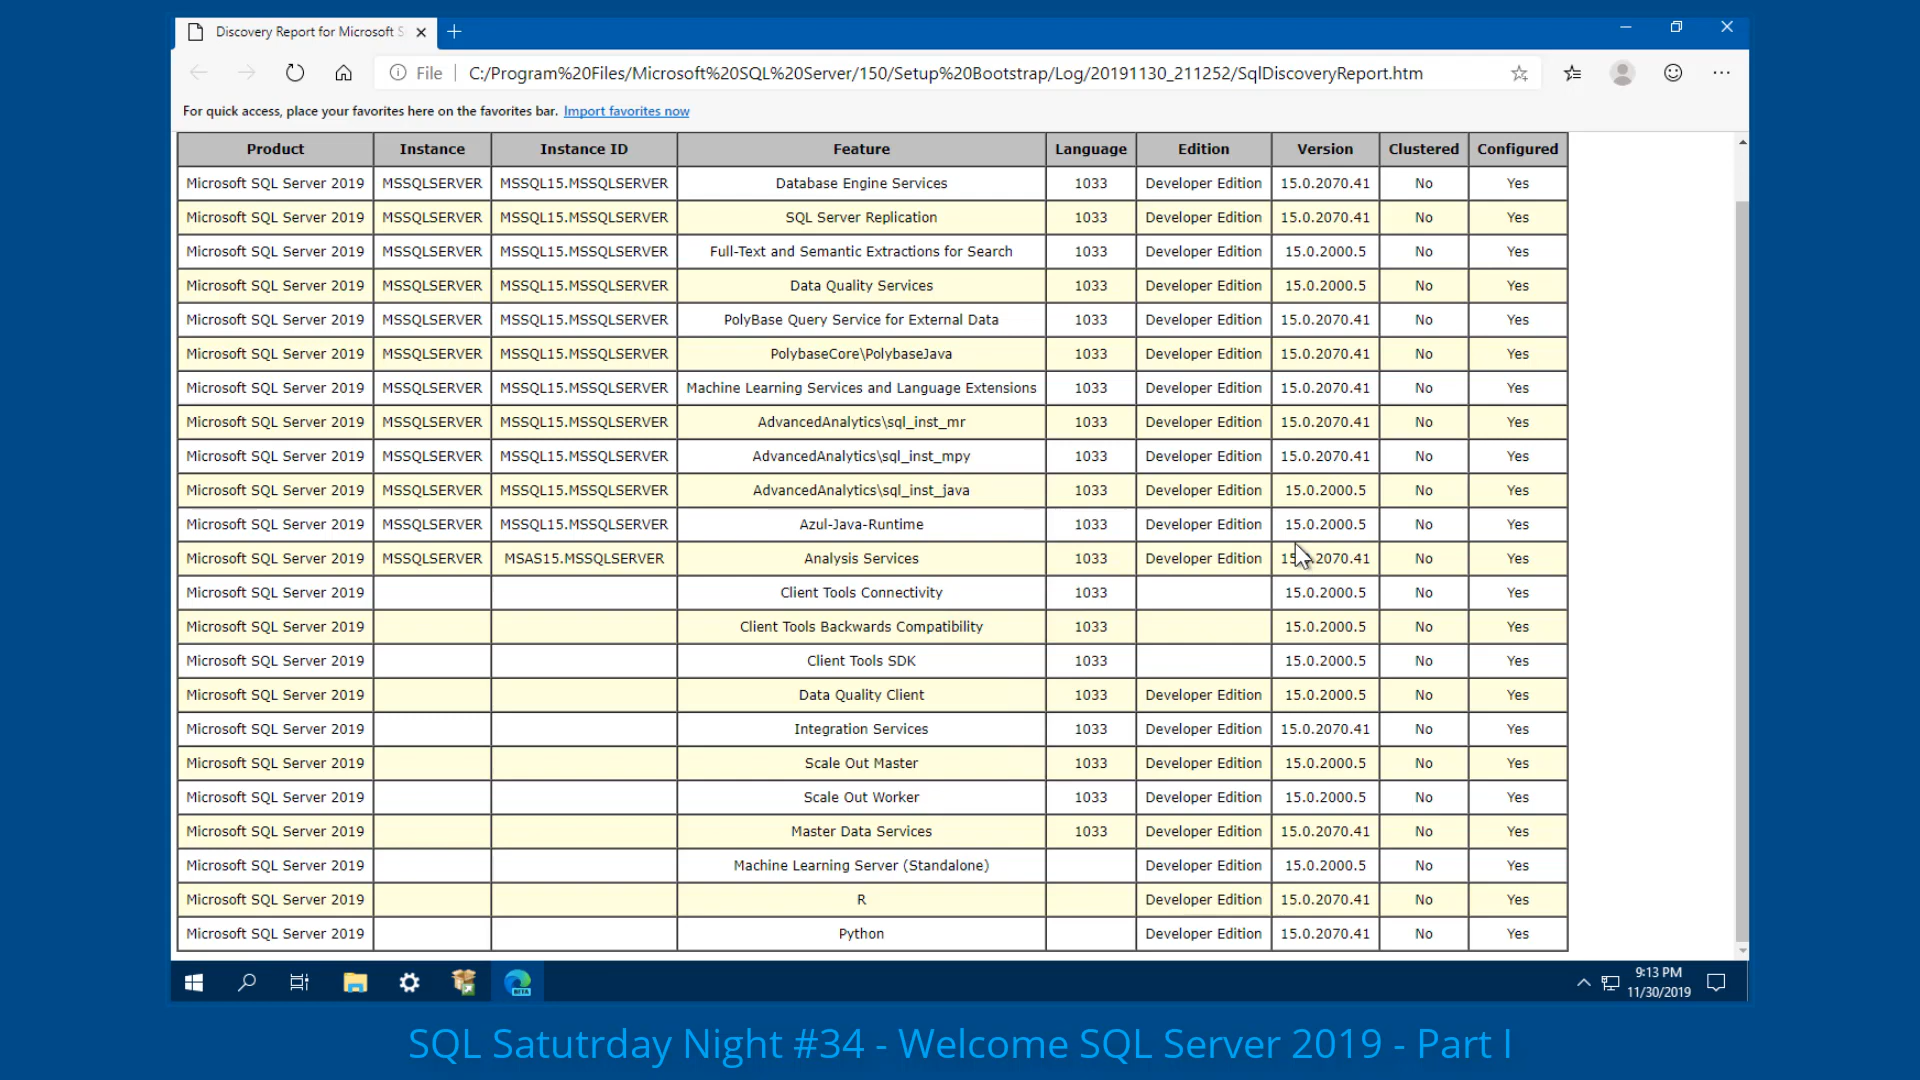 Discovery Report for Microsoft S
File C:/Program%20Files/Microsoft%20SQL%20Server/150/Setup%20Bootstrap/Log/20191130_211252/SqlDiscoveryReport.htm
For quick access, place your favorites here on the favorites bar. Import favorites now
Product Instance Instance ID Feature Language Edition Version Clustered Configured
Microsoft SQL Server 2019 MSSQLSERVER MSSQL15.MSSQLSERVER Database Engine Services 1033 Developer Edition 15.0.2070.41 No Yes
Microsoft SQL Server 2019 MSSQLSERVER MSSQL15.MSSQLSERVER SQL Server Replication 1033 Developer Edition 15.0.2070.41 No Yes
Microsoft SQL Server 2019 MSSQLSERVER MSSQL15.MSSQLSERVER Full-Text and Semantic Extractions for Search 1033 Developer Edition 15.0.2000.5 No Yes
Microsoft SQL Server 2019 MSSQLSERVER MSSQL15.MSSQLSERVER Data Quality Services 1033 Developer Edition 15.0.2000.5 No Yes
Microsoft SQL Server 2019 MSSQLSERVER MSSQL15.MSSQLSERVER PolyBase Query Service for External Data 1033 Developer Edition 15.0.2070.41 No Yes
Microsoft SQL Server 2019 MSSQLSERVER MSSQL15.MSSQLSERVER PolybaseCore\PolybaseJava 1033 Developer Edition 15.0.2070.41 No Yes
Microsoft SQL Server 2019 MSSQLSERVER MSSQL15.MSSQLSERVER Machine Learning Services and Language Extensions 1033 Developer Edition 15.0.2070.41 No Yes
Microsoft SQL Server 2019 MSSQLSERVER MSSQL15.MSSQLSERVER AdvancedAnalytics\sql_inst_mr 1033 Developer Edition 15.0.2070.41 No Yes
Microsoft SQL Server 2019 MSSQLSERVER MSSQL15.MSSQLSERVER AdvancedAnalytics\sql_inst_mpy 1033 Developer Edition 15.0.2070.41 No Yes
Microsoft SQL Server 2019 MSSQLSERVER MSSQL15.MSSQLSERVER AdvancedAnalytics\sql_inst_java 1033 Developer Edition 15.0.2000.5 No Yes
Microsoft SQL Server 2019 MSSQLSERVER MSSQL15.MSSQLSERVER Azul-Java-Runtime 1033 Developer Edition 15.0.2000.5 No Yes
Microsoft SQL Server 2019 MSSQLSERVER MSAS15.MSSQLSERVER Analysis Services 1033 Developer Edition 15.0.2070.41 No Yes
Microsoft SQL Server 2019 Client Tools Connectivity 1033 15.0.2000.5 No Yes
Microsoft SQL Server 2019 Client Tools Backwards Compatibility 1033 15.0.2000.5 No Yes
Microsoft SQL Server 2019 Client Tools SDK 1033 15.0.2000.5 No Yes
Microsoft SQL Server 2019 Data Quality Client 1033 Developer Edition 15.0.2000.5 No Yes
Microsoft SQL Server 2019 Integration Services 1033 Developer Edition 15.0.2070.41 No Yes
Microsoft SQL Server 2019 Scale Out Master 1033 Developer Edition 15.0.2000.5 No Yes
Microsoft SQL Server 2019 Scale Out Worker 1033 Developer Edition 15.0.2000.5 No Yes
Microsoft SQL Server 2019 Master Data Services 1033 Developer Edition 15.0.2070.41 No Yes
Microsoft SQL Server 2019 Machine Learning Server (Standalone) Developer Edition 15.0.2000.5 No Yes
Microsoft SQL Server 2019 R Developer Edition 15.0.2070.41 No Yes
Microsoft SQL Server 2019 Python Developer Edition 15.0.2070.41 No Yes
BETA
9:13 PM
11/30/2019
SQL Satutrday Night #34 - Welcome SQL Server 2019 - Part I